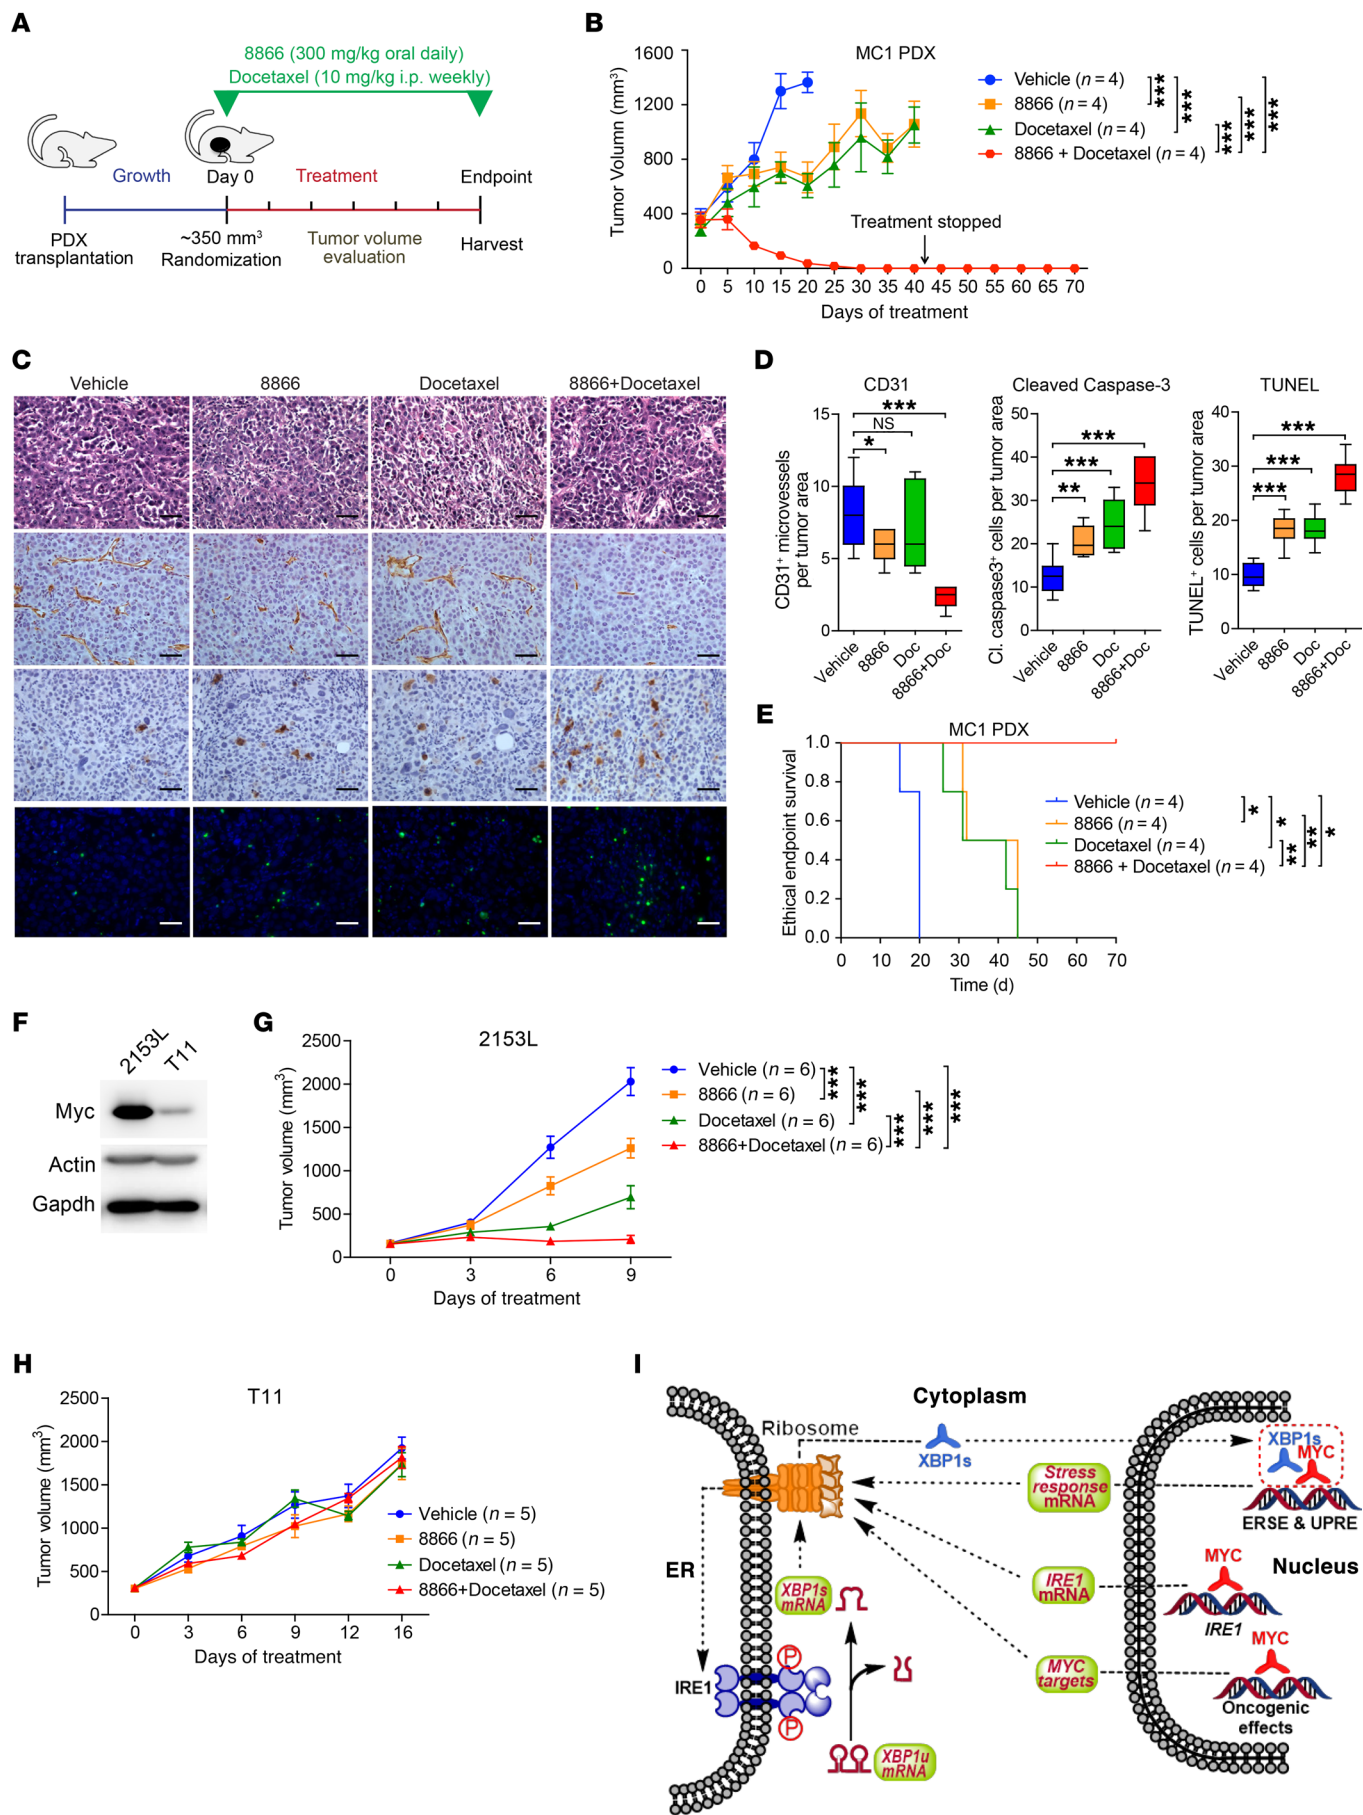 A
8866 (300 mg/kg oral daily)
Docetaxel (10 mg/kg i.p. weekly)
Growth
Day 0
Treatment
Endpoint
PDX
transplantation
~350 mm³
Randomization
Tumor volume
evaluation
Harvest
B
MC1 PDX
Tumor Volumn (mm³)
1600
1200
800
400
0
Treatment stopped
0 5 10 15 20 25 30 35 40 45 50 55 60 65 70
Days of treatment
Vehicle (n = 4)
8866 (n = 4)
Docetaxel (n = 4)
8866 + Docetaxel (n = 4)
***
***
***
***
***
C
Vehicle 8866 Docetaxel 8866+Docetaxel
D
CD31
CD31⁺ microvessels
per tumor area
15
10
5
0
***
NS
*
Vehicle 8866 Doc 8866+Doc
Cleaved Caspase-3
Cl. caspase3⁺ cells per tumor area
50
40
30
20
10
0
***
***
**
Vehicle 8866 Doc 8866+Doc
TUNEL
TUNEL⁺ cells per tumor area
40
30
20
10
0
***
***
***
Vehicle 8866 Doc 8866+Doc
E
MC1 PDX
Ethical endpoint survival
1.0
0.8
0.6
0.4
0.2
0.0
0 10 20 30 40 50 60 70
Time (d)
Vehicle (n = 4)
8866 (n = 4)
Docetaxel (n = 4)
8866 + Docetaxel (n = 4)
*
*
**
**
*
F
2153L T11
Myc
Actin
Gapdh
G
2153L
Tumor volume (mm³)
2500
2000
1500
1000
500
0
0 3 6 9
Days of treatment
Vehicle (n = 6)
8866 (n = 6)
Docetaxel (n = 6)
8866+Docetaxel (n = 6)
***
***
***
***
***
H
T11
Tumor volume (mm³)
2500
2000
1500
1000
500
0
0 3 6 9 12 16
Days of treatment
Vehicle (n = 5)
8866 (n = 5)
Docetaxel (n = 5)
8866+Docetaxel (n = 5)
I
Cytoplasm
Ribosome
XBP1s
XBP1s
MYC
Stress
response
mRNA
ERSE & UPRE
ER
Nucleus
XBP1s
mRNA
IRE1
mRNA
MYC
IRE1
MYC
targets
MYC
Oncogenic
effects
IRE1
P
P
XBP1u
mRNA